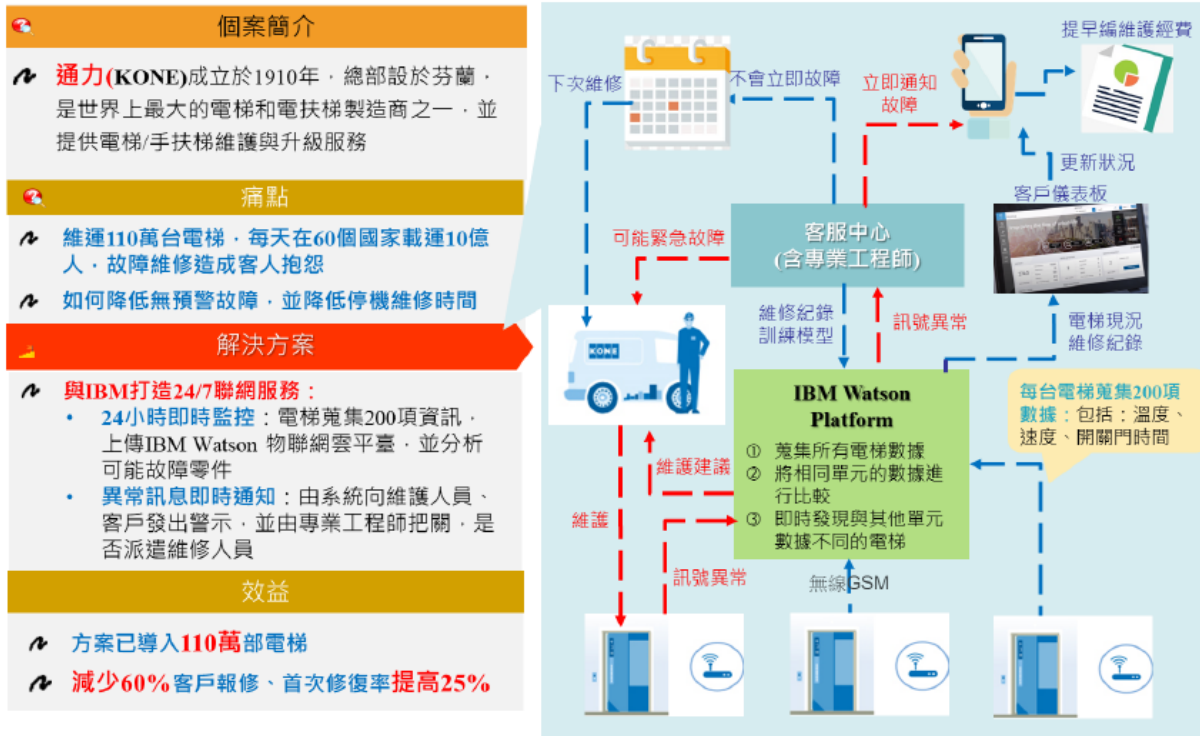 個案簡介
通力(KONE)成立於1910年，總部設於芬蘭，
是世界上最大的電梯和電扶梯製造商之一，並
提供電梯/手扶梯維護與升級服務
痛點
維運110萬台電梯，每天在60個國家載運10億
人，故障維修造成客人抱怨
如何降低無預警故障，並降低停機維修時間
解決方案
與IBM打造24/7聯網服務：
• 24小時即時監控：電梯蒐集200項資訊，
上傳IBM Watson 物聯網雲平臺，並分析
可能故障零件
• 異常訊息即時通知：由系統向維護人員、
客戶發出警示，並由專業工程師把關，是
否派遣維修人員
效益
方案已導入110萬部電梯
減少60%客戶報修、首次修復率提高25%
提早編維護經費
下次維修
不會立即故障
立即通知
故障
更新狀況
客戶儀表板
可能緊急故障
客服中心
(含專業工程師)
維修紀錄
訓練模型
訊號異常
電梯現況
維修紀錄
KONE
IBM Watson
Platform
① 蒐集所有電梯數據
② 將相同單元的數據進
行比較
③ 即時發現與其他單元
數據不同的電梯
每台電梯蒐集200項
數據：包括：溫度、
速度、開關門時間
維護建議
維護
訊號異常
無線GSM